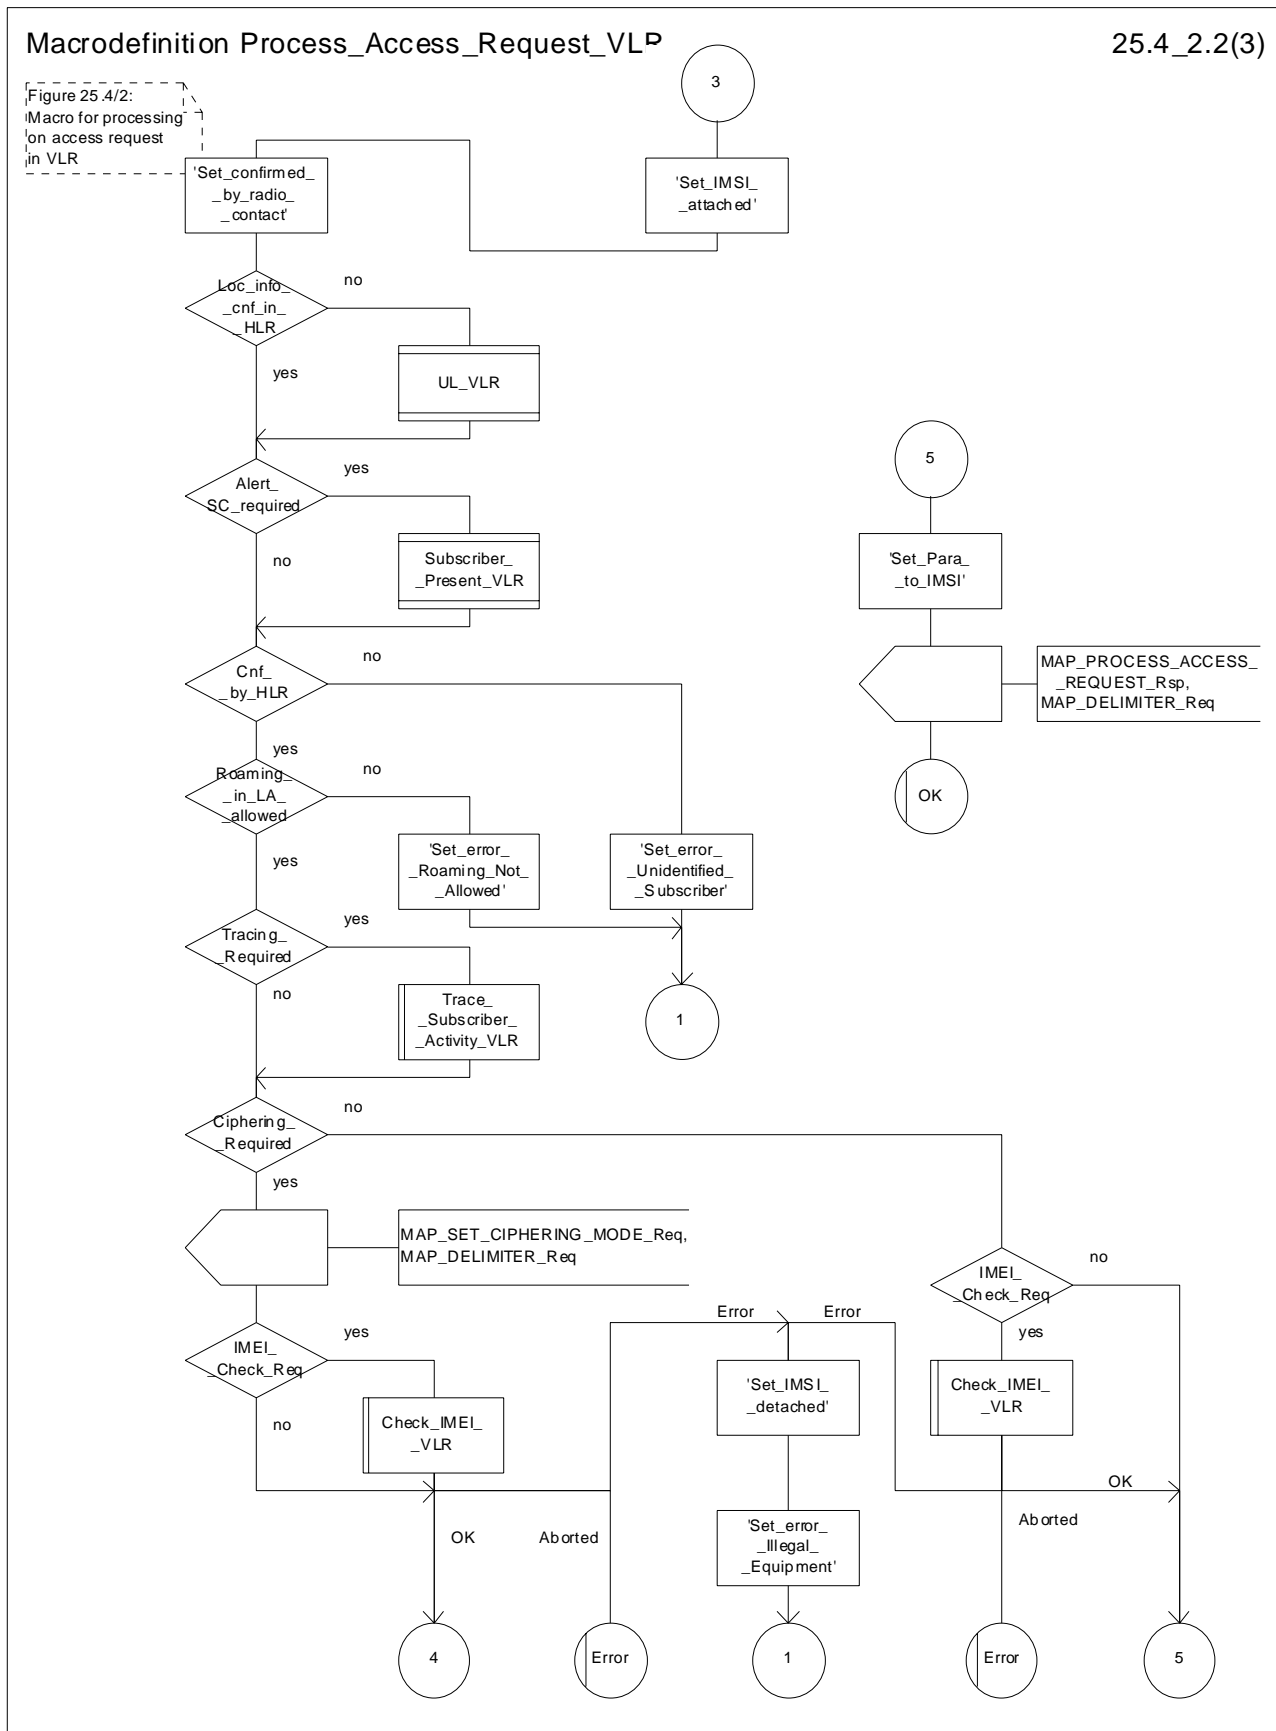 Macrodefinition Process_Access_Request_VLR
25.4_2.2(3)
Figure 25.4/2:
Macro for processing
on access request
in VLR
3
'Set_confirmed_
_by_radio_
_contact'
'Set_IMSI_
_attached'
Loc_info_
_cnf_in_
_HLR
no
yes
UL_VLR
Alert_
SC_required
yes
no
Subscriber_
_Present_VLR
5
'Set_Para_
_to_IMSI'
MAP_PROCESS_ACCESS_
_REQUEST_Rsp,
MAP_DELIMITER_Req
OK
Cnf_
_by_HLR
no
yes
Roaming_
_in_LA_
_allowed
no
yes
'Set_error_
_Roaming_Not_
_Allowed'
'Set_error_
_Unidentified_
_Subscriber'
Tracing_
_Required
yes
no
Trace_
_Subscriber_
_Activity_VLR
1
Ciphering_
_Required
no
yes
MAP_SET_CIPHERING_MODE_Req,
MAP_DELIMITER_Req
IMEI_
_Check_Req
no
yes
IMEI_
_Check_Req
yes
no
Error
Error
Check_IMEI_
_VLR
'Set_IMSI_
_detached'
Check_IMEI_
_VLR
OK
Aborted
'Set_error_
_Illegal_
_Equipment'
OK
Aborted
4
Error
1
Error
5